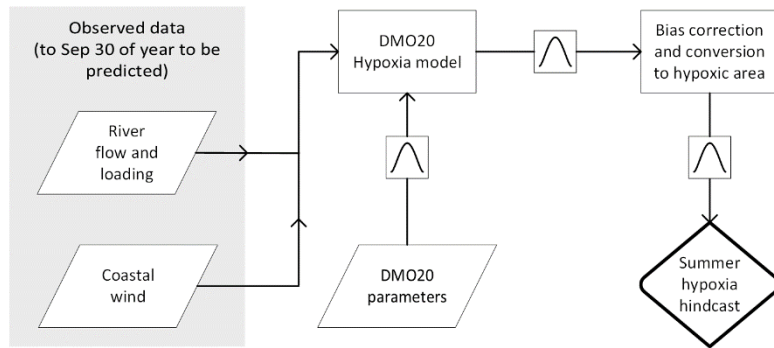 Observed data
(to Sep 30 of year to be
predicted)
River
flow and
loading
Coastal
wind
DMO20
Hypoxia model
DMO20
parameters
Bias correction
and conversion
to hypoxic area
Summer
hypoxia
hindcast